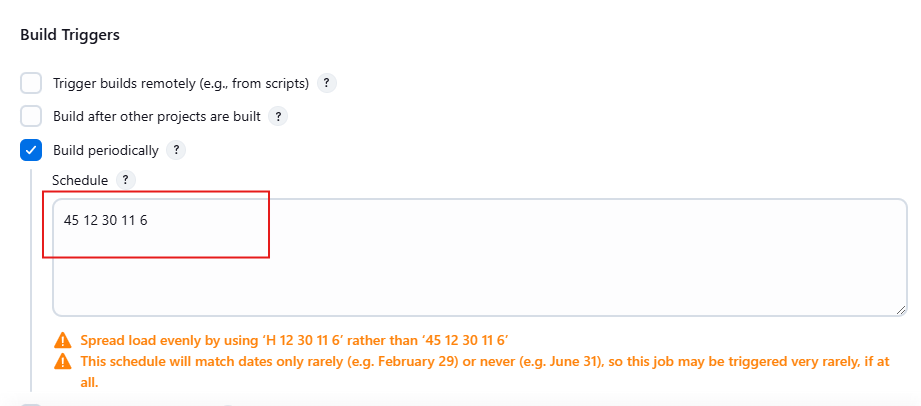 Build Triggers
Trigger builds remotely (e.g., from scripts) ?
Build after other projects are built ?
Build periodically ?
Schedule ?
45 12 30 11 6
Spread load evenly by using ‘H 12 30 11 6’ rather than ‘45 12 30 11 6’
This schedule will match dates only rarely (e.g. February 29) or never (e.g. June 31), so this job may be triggered very rarely, if at
all.